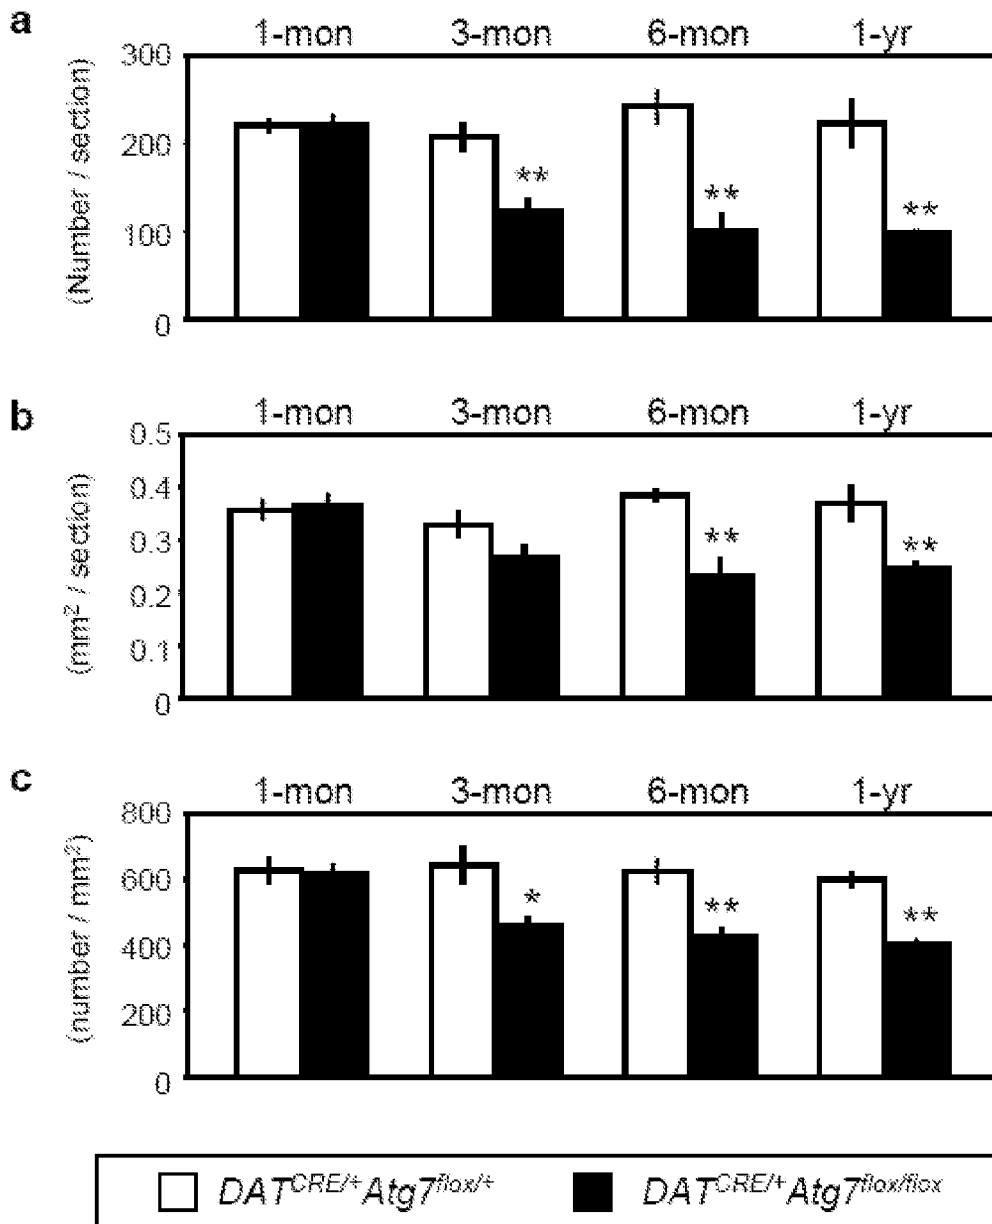 a
1-mon 3-mon 6-mon 1-yr
(Number / section)
300
200
100
0
** ** **
b
1-mon 3-mon 6-mon 1-yr
(mm² / section)
0.5
0.4
0.3
0.2
0.1
0
** **
c
1-mon 3-mon 6-mon 1-yr
(number / mm²)
800
600
400
200
0
* ** **
DAT^CRE/+ Atg7^flox/+ DAT^CRE/+ Atg7^flox/flox